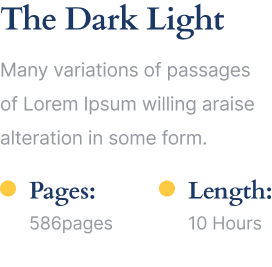 The Dark Light
Many variations of passages
of Lorem Ipsum willing araise
alteration in some form.
Pages: Length:
586pages 10 Hours